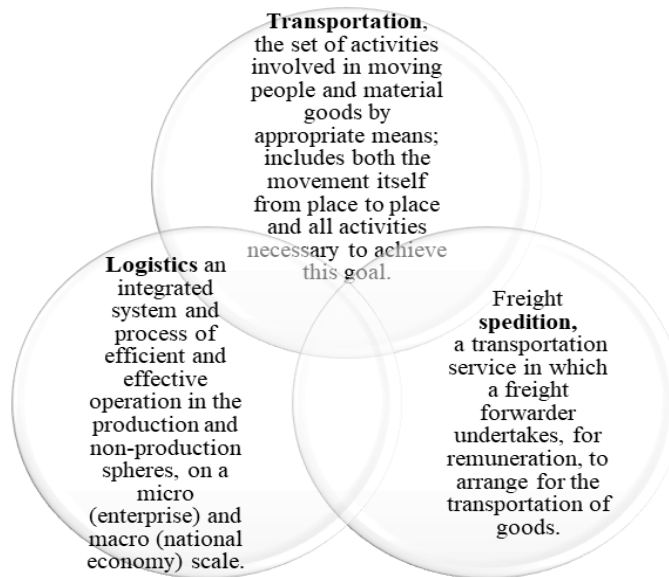 Transportation,
the set of activities
involved in moving
people and material
goods by
appropriate means;
includes both the
movement itself
from place to place
and all activities
necessary to achieve
this goal.
Logistics an
integrated
system and
process of
efficient and
effective
operation in the
production and
non-production
spheres, on a
micro
(enterprise) and
macro (national
economy) scale.
Freight
spedition,
a transportation
service in which
a freight
forwarder
undertakes, for
remuneration, to
arrange for the
transportation of
goods.